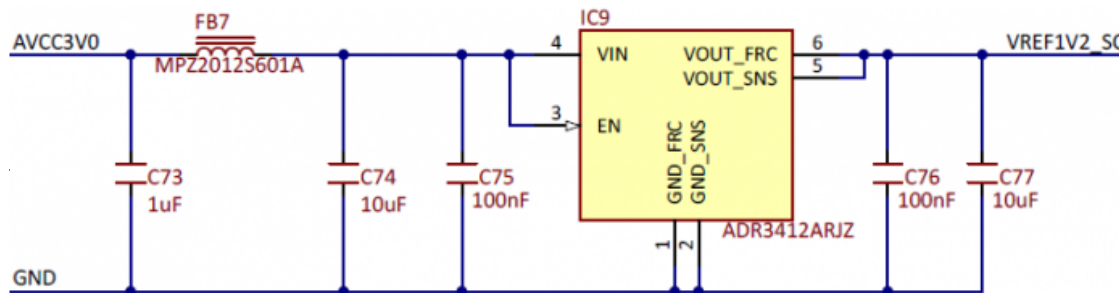 FB7
IC9
AVCC3V0
MPZ2012S601A
4
VIN
VOUT_FRC
6
VREF1V2_SC
VOUT_SNS
5
3
EN
GND_FRC
GND_SNS
C73
1uF
C74
10uF
C75
100nF
C76
100nF
C77
10uF
1
2
ADR3412ARJZ
GND